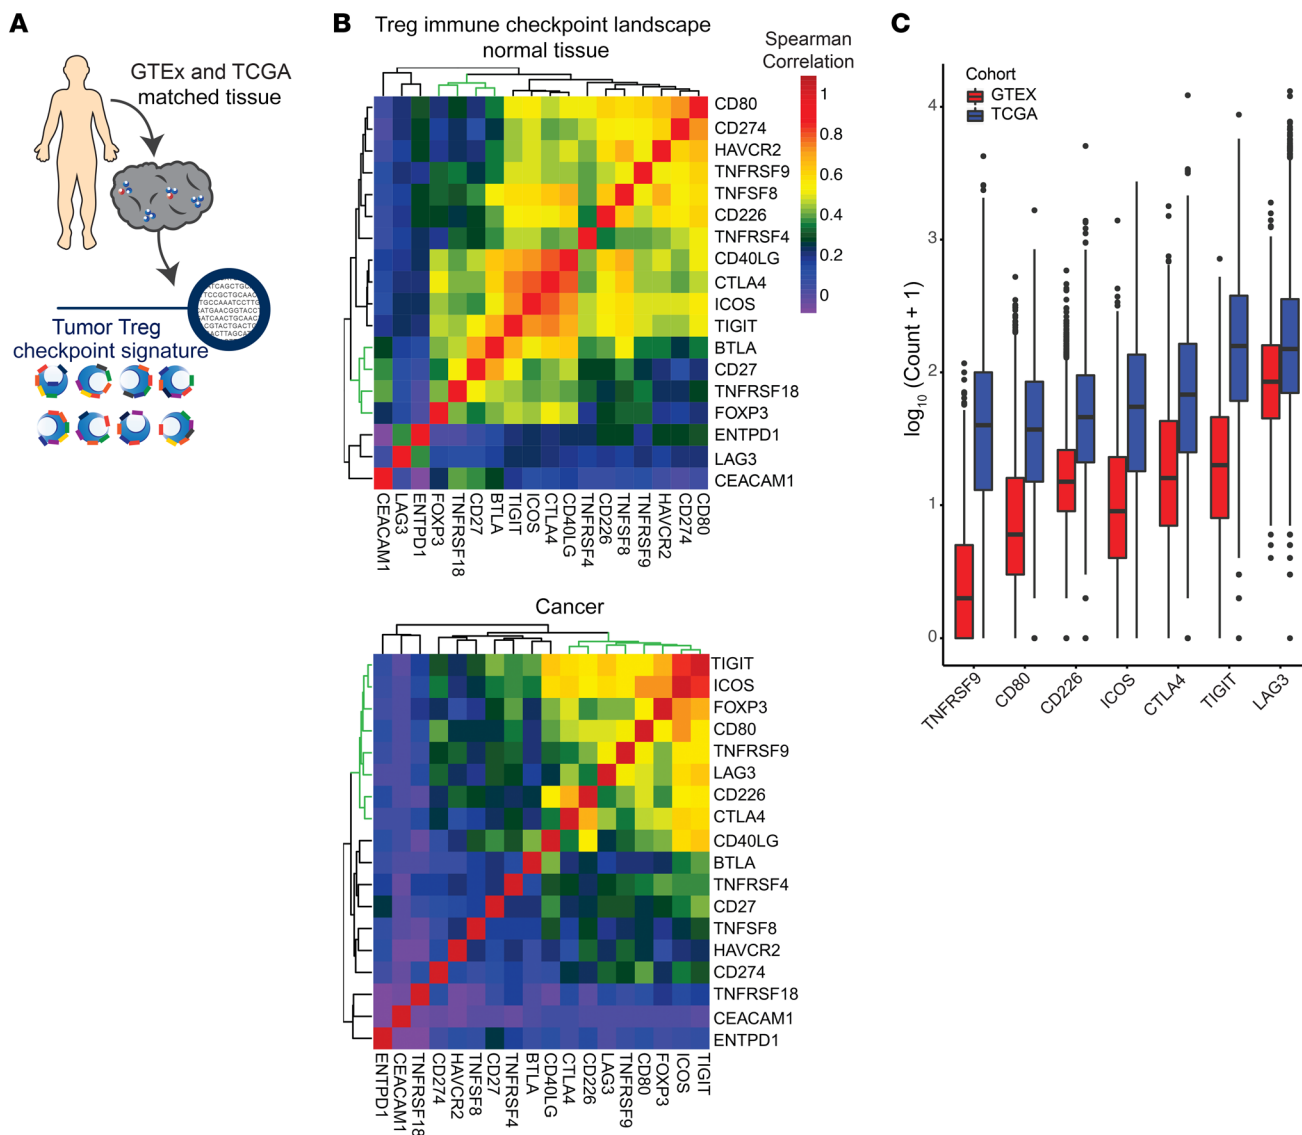 A
GTEx and TCGA
matched tissue
Tumor Treg
checkpoint signature
B
Treg immune checkpoint landscape
normal tissue
Spearman
Correlation
1
0.8
0.6
0.4
0.2
0
CD80
CD274
HAVCR2
TNFRSF9
TNFSF8
CD226
TNFRSF4
CD40LG
CTLA4
ICOS
TIGIT
BTLA
CD27
TNFRSF18
FOXP3
ENTPD1
LAG3
CEACAM1
CEACAM1
LAG3
ENTPD1
FOXP3
TNFRSF18
CD27
BTLA
TIGIT
ICOS
CTLA4
CD40LG
TNFRSF4
CD226
TNFSF8
TNFRSF9
HAVCR2
CD274
CD80
Cancer
TIGIT
ICOS
FOXP3
CD80
TNFRSF9
LAG3
CD226
CTLA4
CD40LG
BTLA
TNFRSF4
CD27
TNFSF8
HAVCR2
CD274
TNFRSF18
CEACAM1
ENTPD1
ENTPD1
CEACAM1
TNFRSF18
CD274
HAVCR2
TNFSF8
CD27
TNFRSF4
BTLA
CD40LG
CTLA4
CD226
LAG3
TNFRSF9
CD80
FOXP3
ICOS
TIGIT
C
Cohort
GTEX
TCGA
log10 (Count + 1)
4
3
2
1
0
TNFRSF9
CD80
CD226
ICOS
CTLA4
TIGIT
LAG3